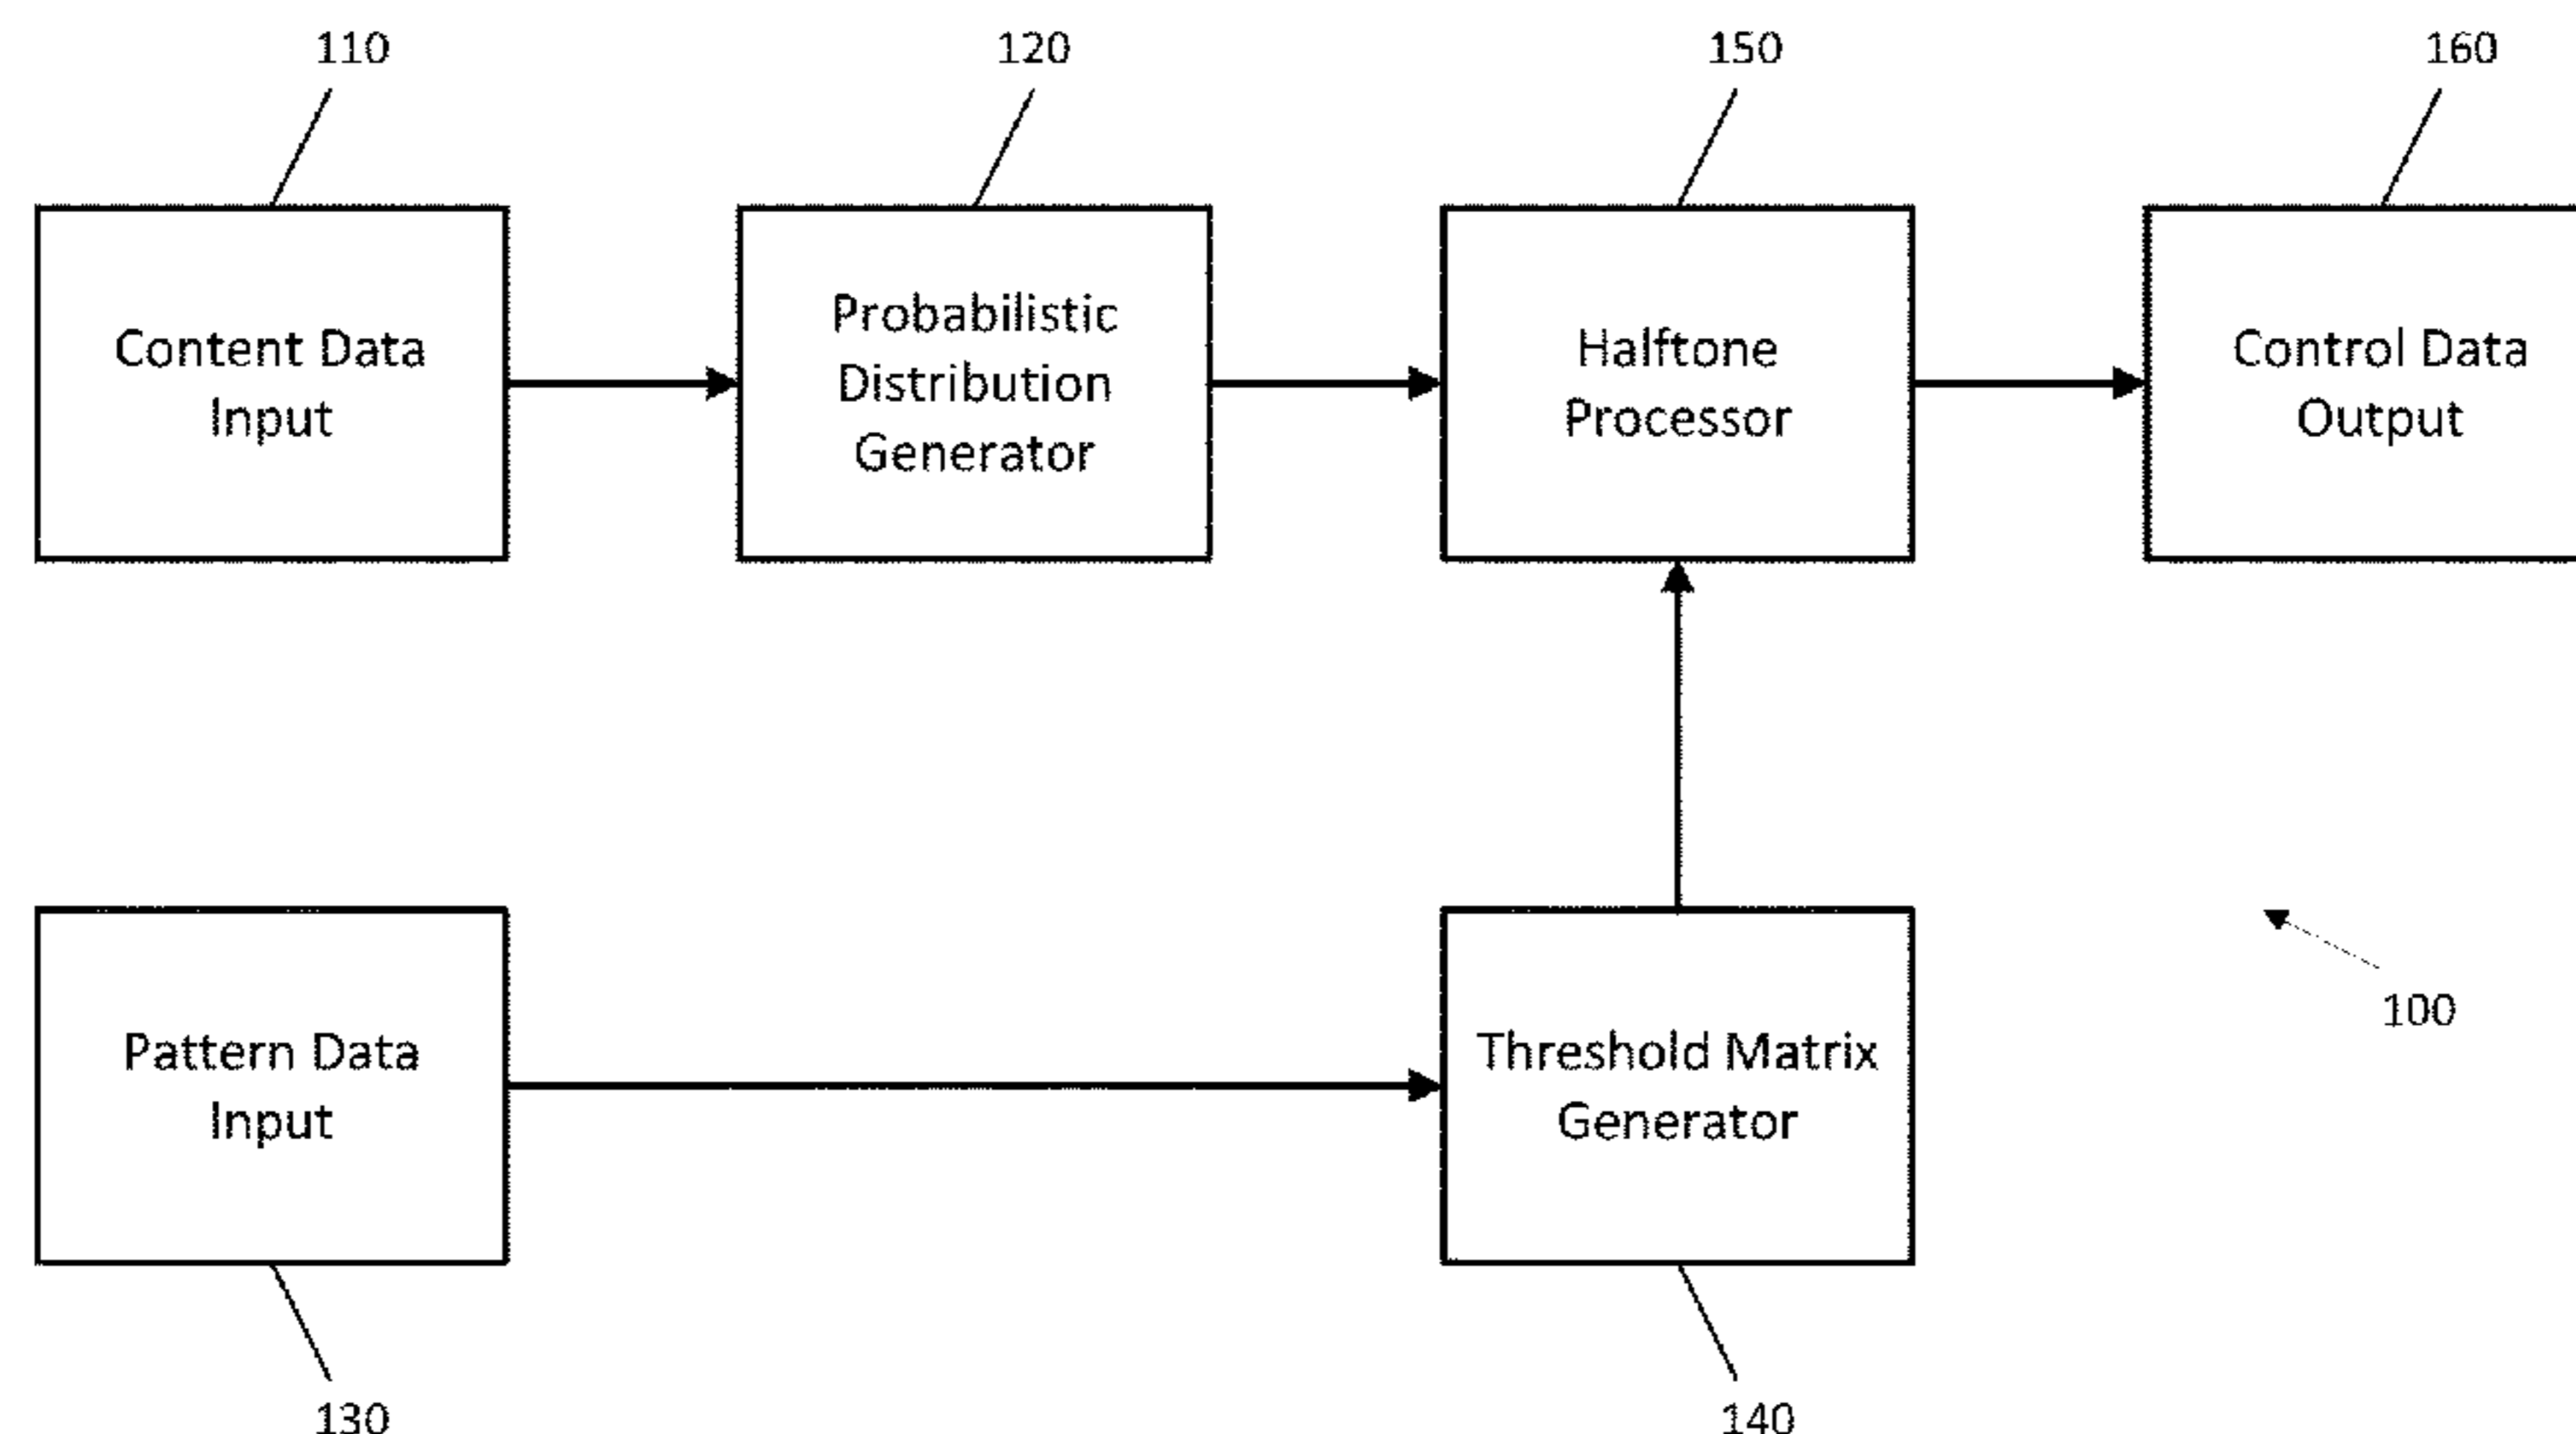 110
120
150
160
Content Data
Input
Probabilistic
Distribution
Generator
Halftone
Processor
Control Data
Output
Pattern Data
Input
Threshold Matrix
Generator
100
130
140